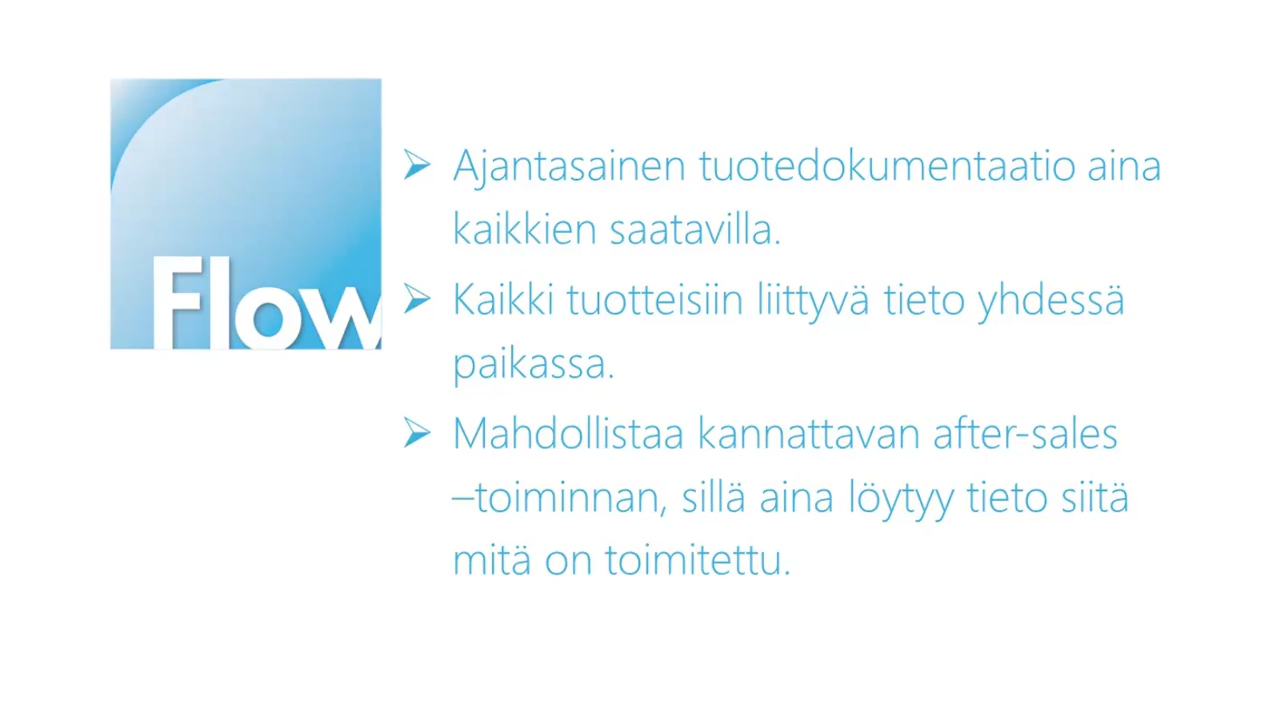 Flow
➢ Ajantasainen tuotedokumentaatio aina
kaikkien saatavilla.
➢ Kaikki tuotteisiin liittyvä tieto yhdessä
paikassa.
➢ Mahdollistaa kannattavan after-sales
–toiminnan, sillä aina löytyy tieto siitä
mitä on toimitettu.